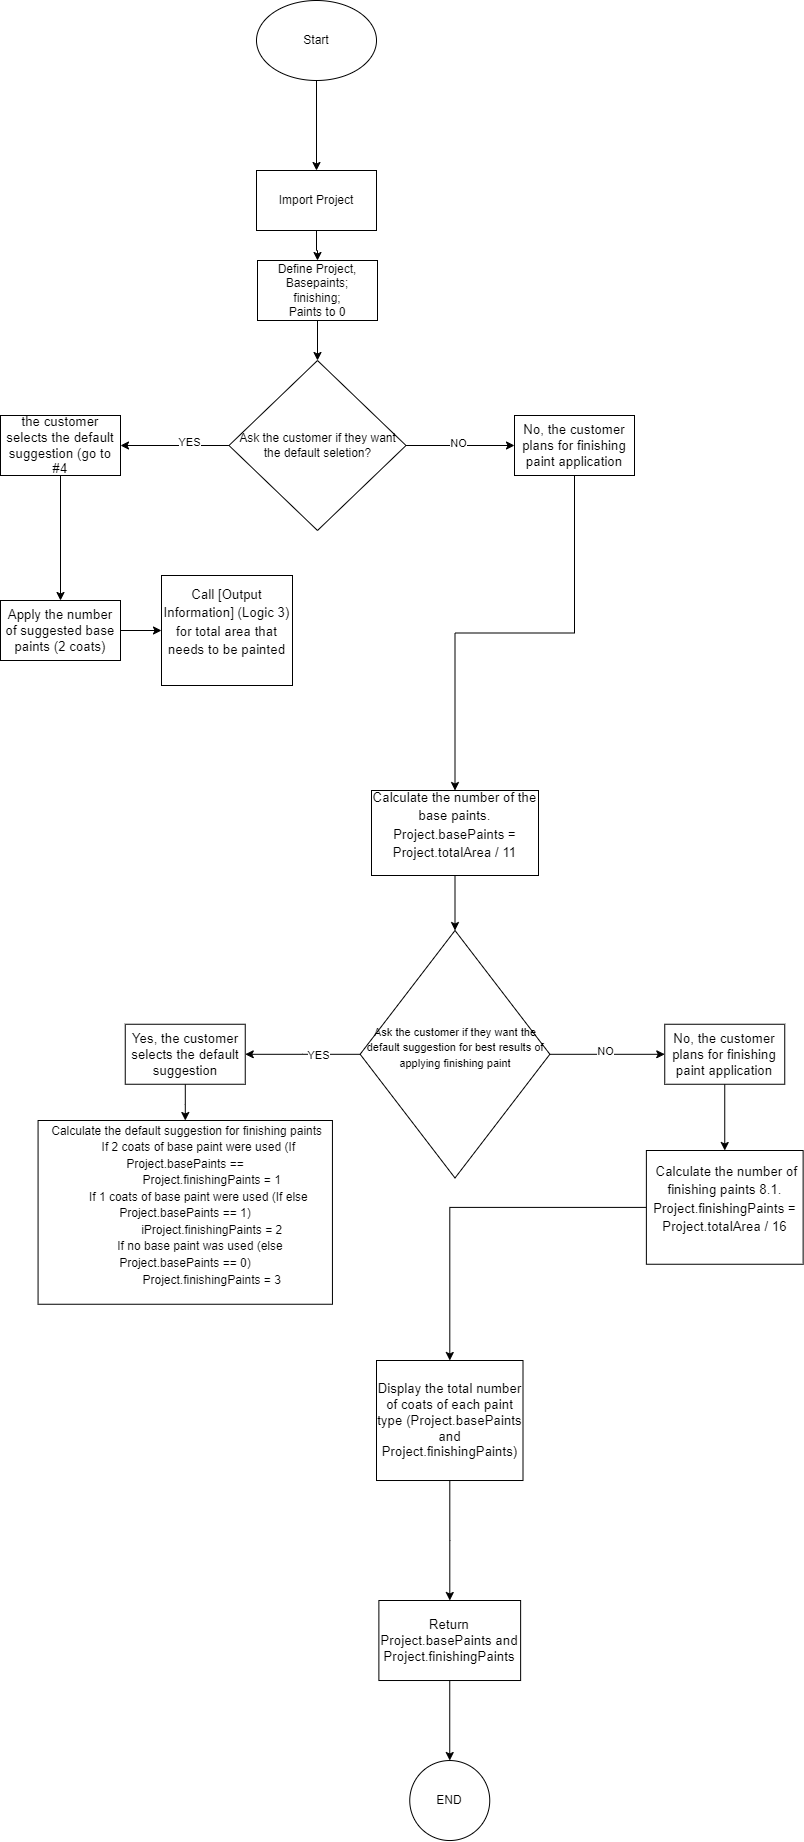 Start
Import Project
Define Project,
Basepaints;
finishing;
Paints to 0
Ask the customer if they want
the default seletion?
YES
NO
the customer
selects the default
suggestion (go to
#4
No, the customer
plans for finishing
paint application
Apply the number
of suggested base
paints (2 coats)
Call [Output
Information] (Logic 3)
for total area that
needs to be painted
Calculate the number of the
base paints.
Project.basePaints =
Project.totalArea / 11
Ask the customer if they want the
default suggestion for best results of
applying finishing paint
YES
NO
Yes, the customer
selects the default
suggestion
No, the customer
plans for finishing
paint application
Calculate the default suggestion for finishing paints
If 2 coats of base paint were used (If
Project.basePaints ==
Project.finishingPaints = 1
If 1 coats of base paint were used (If else
Project.basePaints == 1)
iProject.finishingPaints = 2
If no base paint was used (else
Project.basePaints == 0)
Project.finishingPaints = 3
Calculate the number of
finishing paints 8.1.
Project.finishingPaints =
Project.totalArea / 16
Display the total number
of coats of each paint
type (Project.basePaints
and
Project.finishingPaints)
Return
Project.basePaints and
Project.finishingPaints
END